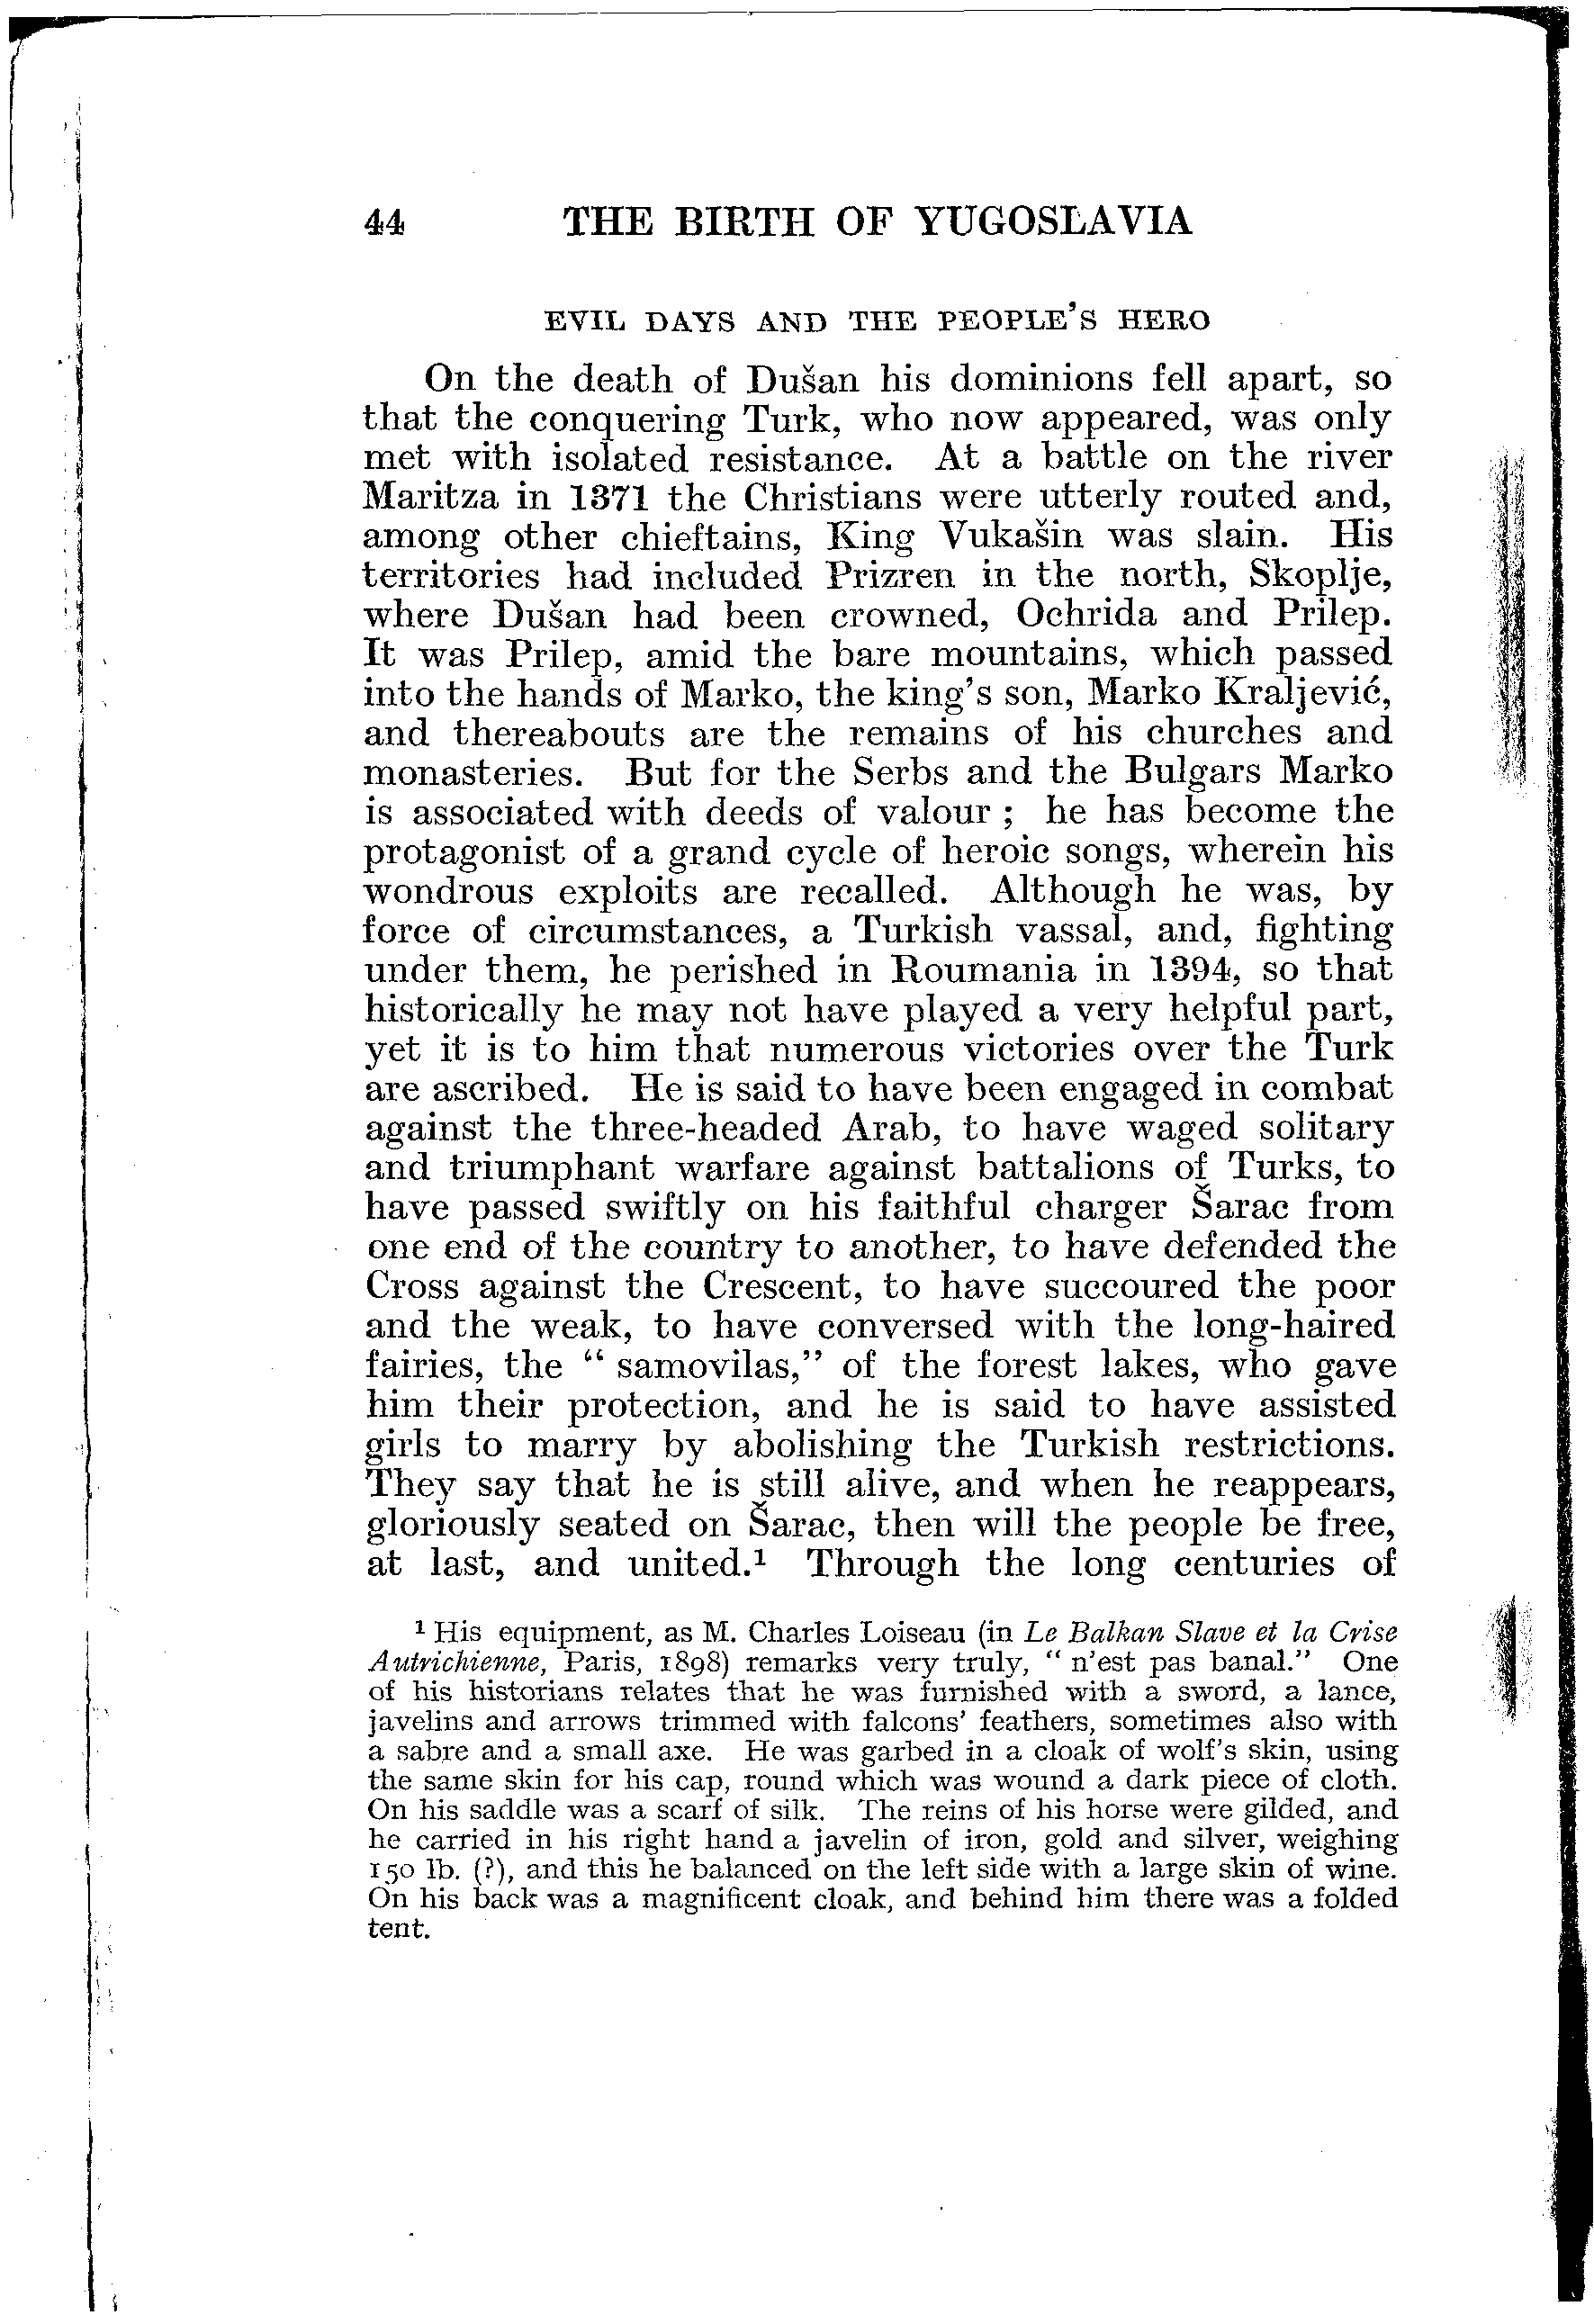 44 THE BIRTH OF YUGOSLAVIA
EVIL DAYS AND THE PEOPLE'S HERO
On the death of Dušan his dominions fell apart, so
that the conquering Turk, who now appeared, was only
met with isolated resistance. At a battle on the river
Maritza in 1371 the Christians were utterly routed and,
among other chieftains, King Vukašin was slain. His
territories had included Prizren in the north, Skoplje,
where Dušan had been crowned, Ochrida and Prilep.
It was Prilep, amid the bare mountains, which passed
into the hands of Marko, the king's son, Marko Kraljević,
and thereabouts are the remains of his churches and
monasteries. But for the Serbs and the Bulgars Marko
is associated with deeds of valour ; he has become the
protagonist of a grand cycle of heroic songs, wherein his
wondrous exploits are recalled. Although he was, by
force of circumstances, a Turkish vassal, and, fighting
under them, he perished in Roumania in 1394, so that
historically he may not have played a very helpful part,
yet it is to him that numerous victories over the Turk
are ascribed. He is said to have been engaged in combat
against the three-headed Arab, to have waged solitary
and triumphant warfare against battalions of Turks, to
have passed swiftly on his faithful charger Šarac from
one end of the country to another, to have defended the
Cross against the Crescent, to have succoured the poor
and the weak, to have conversed with the long-haired
fairies, the " samovilas," of the forest lakes, who gave
him their protection, and he is said to have assisted
girls to marry by abolishing the Turkish restrictions.
They say that he is still alive, and when he reappears,
gloriously seated on Šarac, then will the people be free,
at last, and united.¹ Through the long centuries of
¹ His equipment, as M. Charles Loiseau (in Le Balkan Slave et la Crise
Autrichienne, Paris, 1898) remarks very truly, " n'est pas banal." One
of his historians relates that he was furnished with a sword, a lance,
javelins and arrows trimmed with falcons' feathers, sometimes also with
a sabre and a small axe. He was garbed in a cloak of wolf's skin, using
the same skin for his cap, round which was wound a dark piece of cloth.
On his saddle was a scarf of silk. The reins of his horse were gilded, and
he carried in his right hand a javelin of iron, gold and silver, weighing
150 lb. (?), and this he balanced on the left side with a large skin of wine.
On his back was a magnificent cloak, and behind him there was a folded
tent.